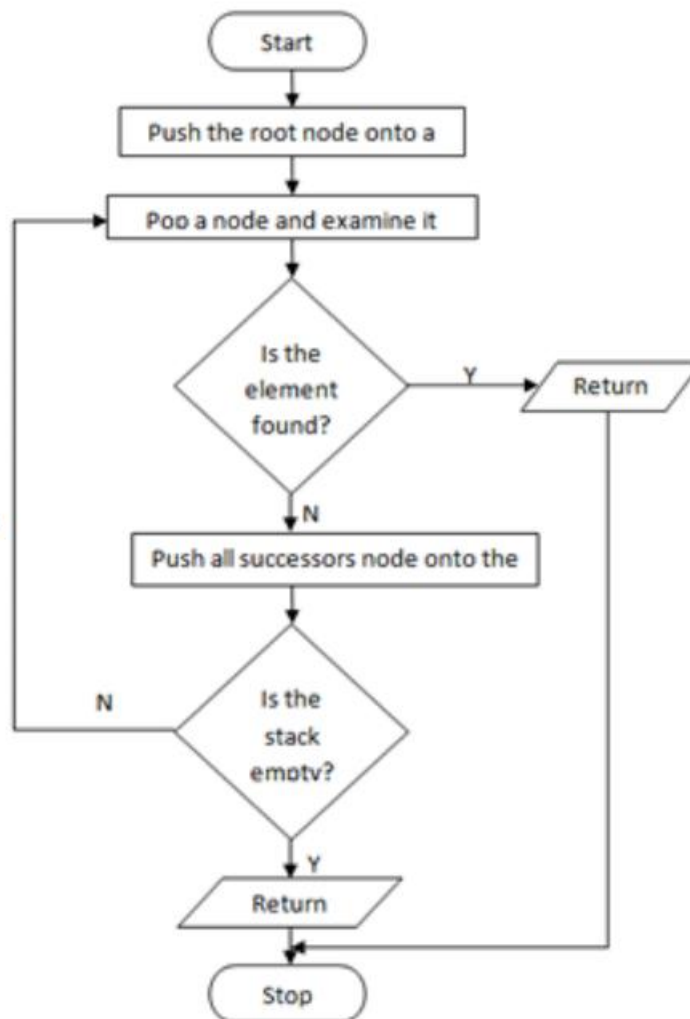 Start
Push the root node onto a
Pop a node and examine it
Is the
element
found?
Y
Return
N
Push all successors node onto the
N
Is the
stack
empty?
Y
Return
Stop